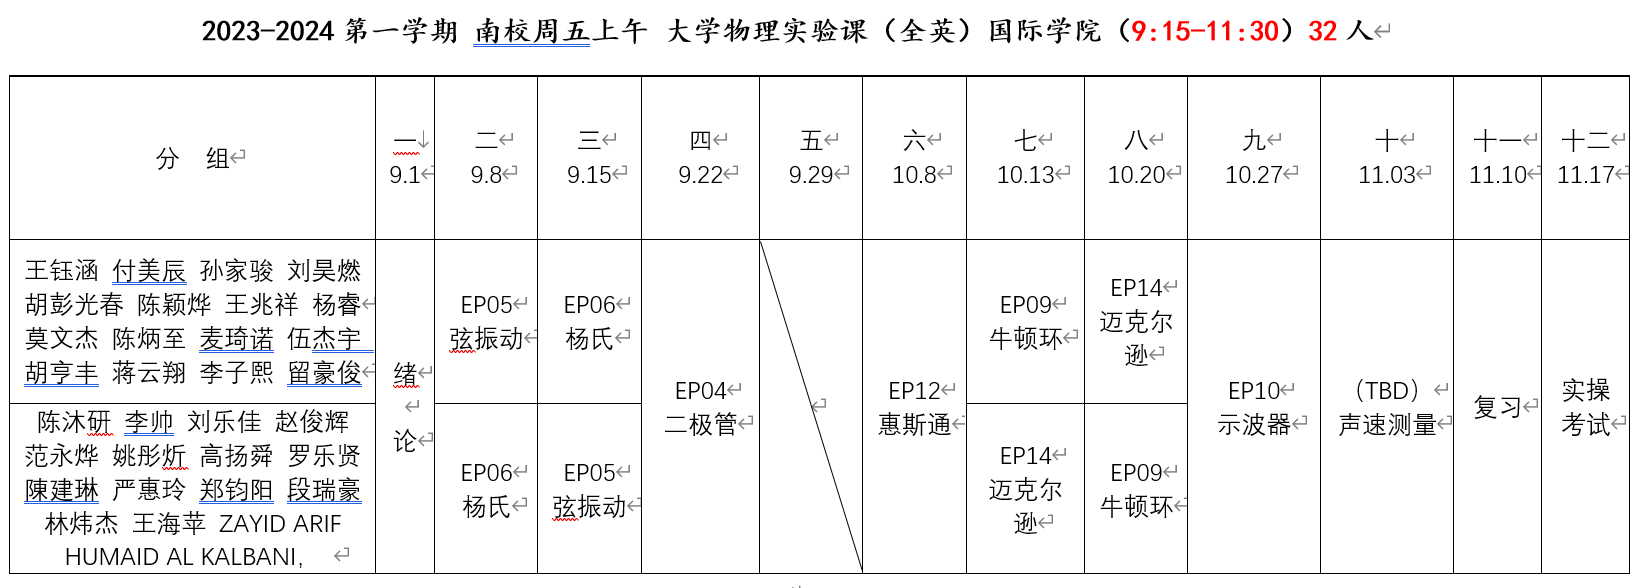 2023-2024 第一学期 南校周五上午 大学物理实验课（全英）国际学院（9:15-11:30）32 人
分 组
一
9.1
二
9.8
三
9.15
四
9.22
五
9.29
六
10.8
七
10.13
八
10.20
九
10.27
十
11.03
十一
11.10
十二
11.17
王钰涵 付美辰 孙家骏 刘昊燃
胡彭光春 陈颖烨 王兆祥 杨睿
莫文杰 陈炳至 麦琦诺 伍杰宇
胡亨丰 蒋云翔 李子熙 留豪俊
绪
论
EP05
弦振动
EP06
杨氏
EP04
二极管
EP12
惠斯通
EP09
牛顿环
EP14
迈克尔
逊
EP10
示波器
（TBD）
声速测量
复习
实操
考试
陈沐研 李帅 刘乐佳 赵俊辉
范永烨 姚彤炘 高扬舜 罗乐贤
陳建琳 严惠玲 郑钧阳 段瑞豪
林炜杰 王海苹 ZAYID ARIF
HUMAID AL KALBANI,
EP06
杨氏
EP05
弦振动
EP14
迈克尔
逊
EP09
牛顿环